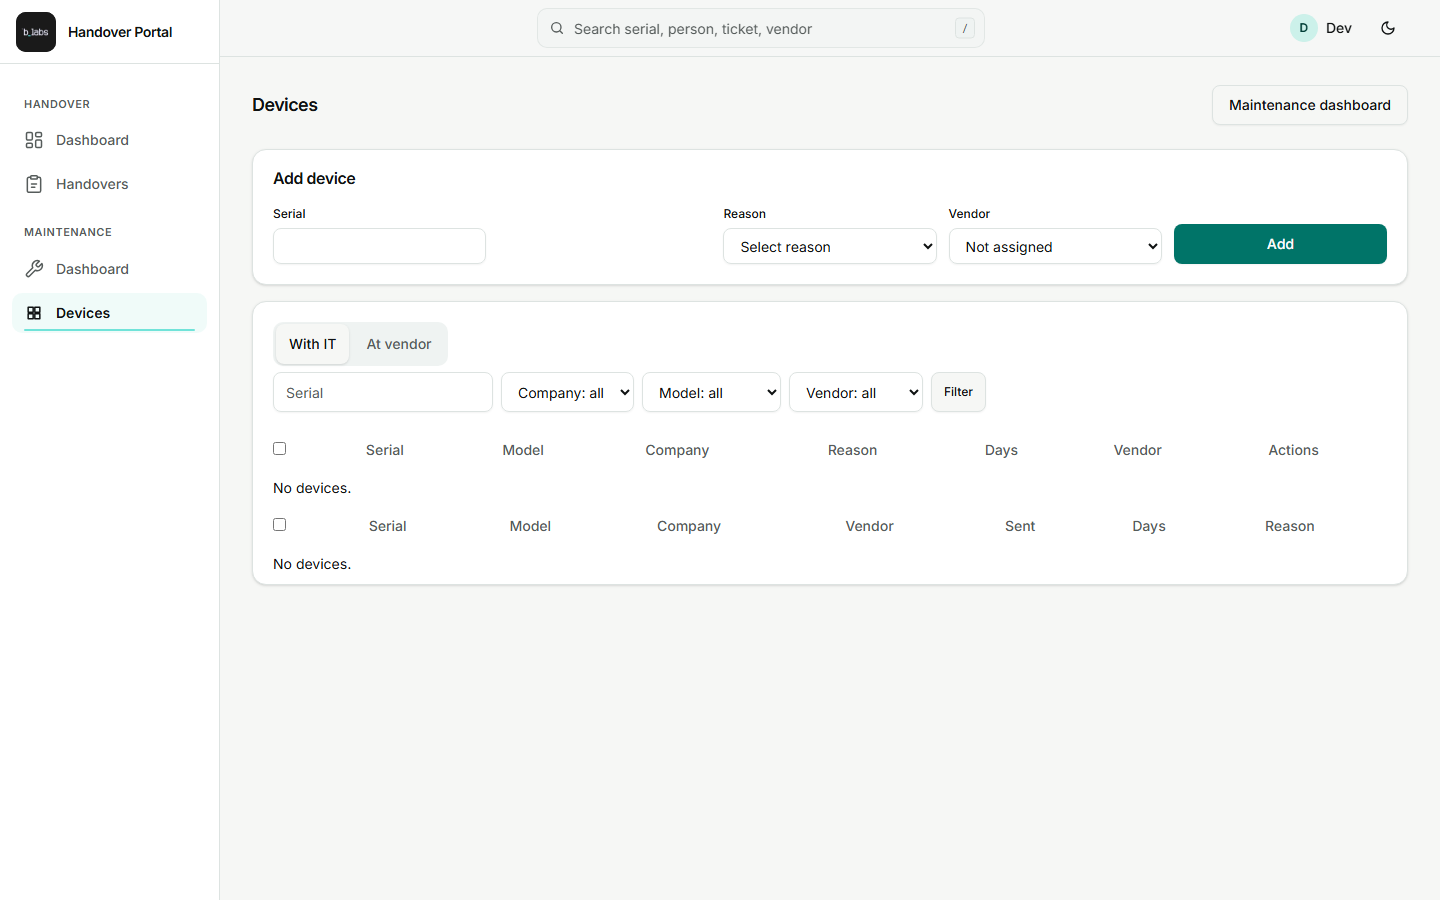 b_labs Handover Portal
Search serial, person, ticket, vendor /
D Dev
HANDOVER
Dashboard
Handovers
MAINTENANCE
Dashboard
Devices
Devices
Maintenance dashboard
Add device
Serial Reason Vendor
Select reason Not assigned Add
With IT At vendor
Serial Company: all Model: all Vendor: all Filter
Serial Model Company Reason Days Vendor Actions
No devices.
Serial Model Company Vendor Sent Days Reason
No devices.